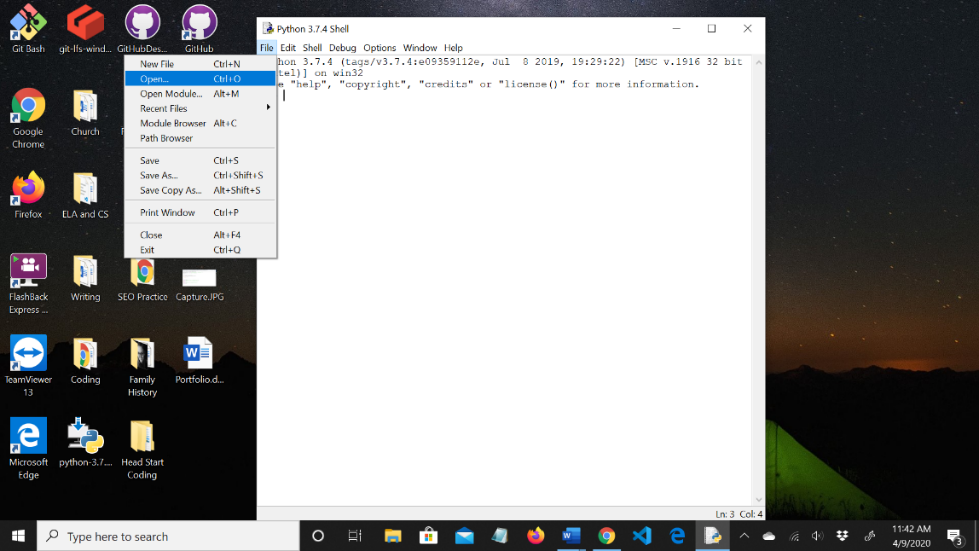 Git Bash
git-lfs-wind...
GitHubDes...
GitHub
Google
Chrome
Church
Firefox
ELA and CS
FlashBack
Express ...
Writing
SEO Practice
Capture.JPG
TeamViewer
13
Coding
Family
History
Portfolio.d...
Microsoft
Edge
python-3.7....
Head Start
Coding
Python 3.7.4 Shell
File Edit Shell Debug Options Window Help
New File Ctrl+N
Open... Ctrl+O
Open Module... Alt+M
Recent Files
Module Browser Alt+C
Path Browser
Save Ctrl+S
Save As... Ctrl+Shift+S
Save Copy As... Alt+Shift+S
Print Window Ctrl+P
Close Alt+F4
Exit Ctrl+Q
hon 3.7.4 (tags/v3.7.4:e09359112e, Jul 8 2019, 19:29:22) [MSC v.1916 32 bit
tel)] on win32
e "help", "copyright", "credits" or "license()" for more information.
Ln: 3 Col: 4
Type here to search
11:42 AM
4/9/2020
3